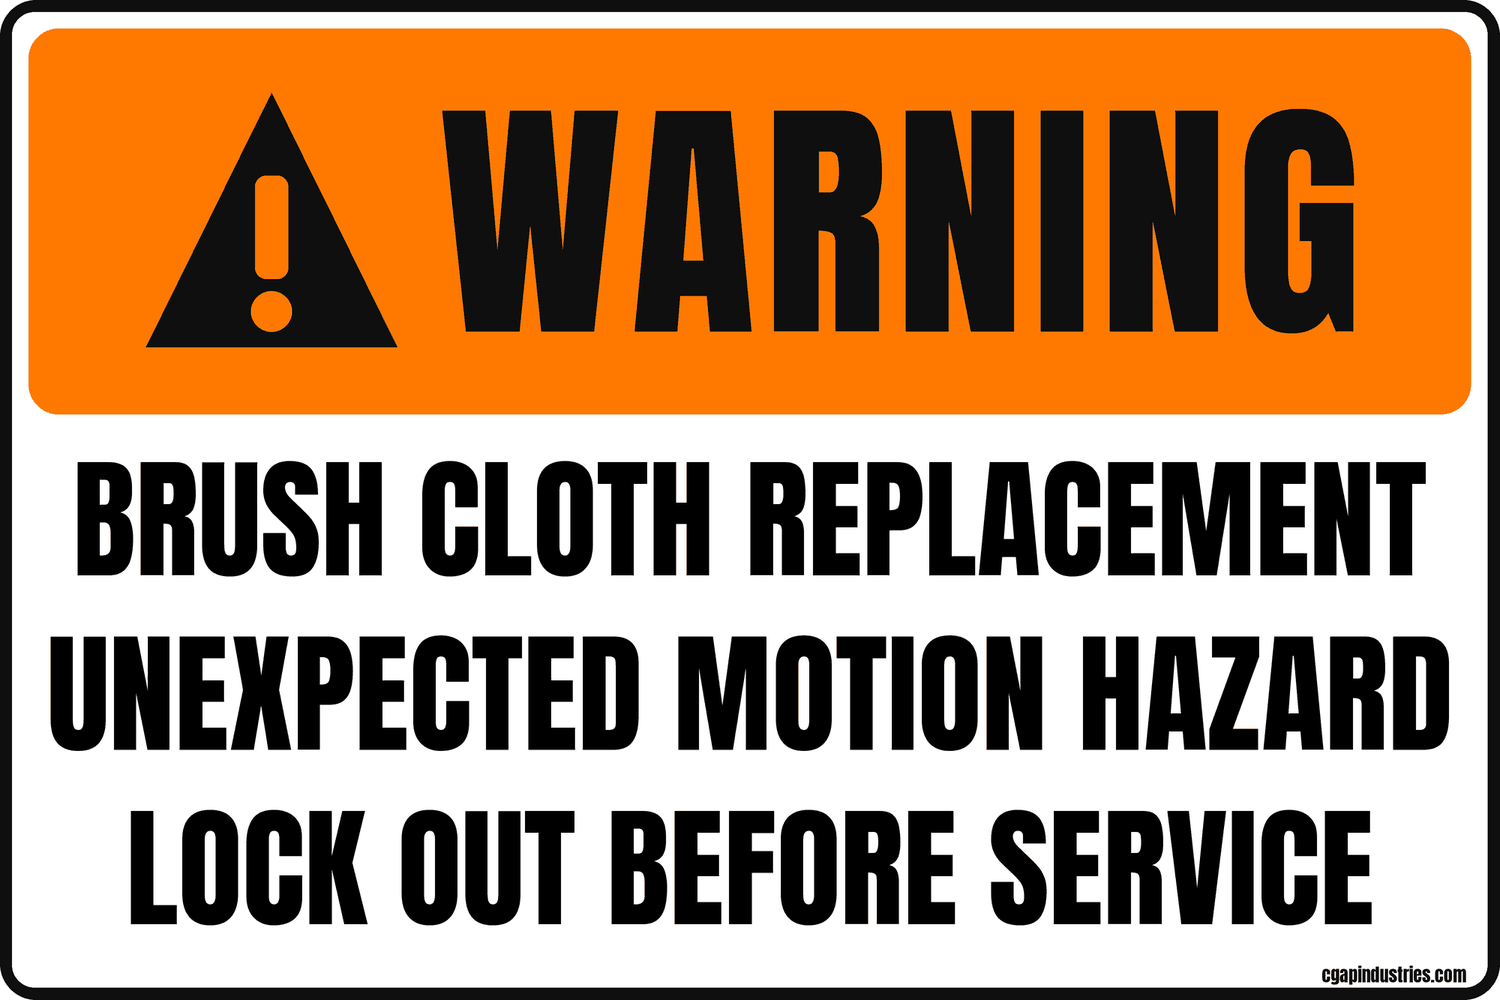 WARNING
BRUSH CLOTH REPLACEMENT
UNEXPECTED MOTION HAZARD
LOCK OUT BEFORE SERVICE
cgapindustries.com